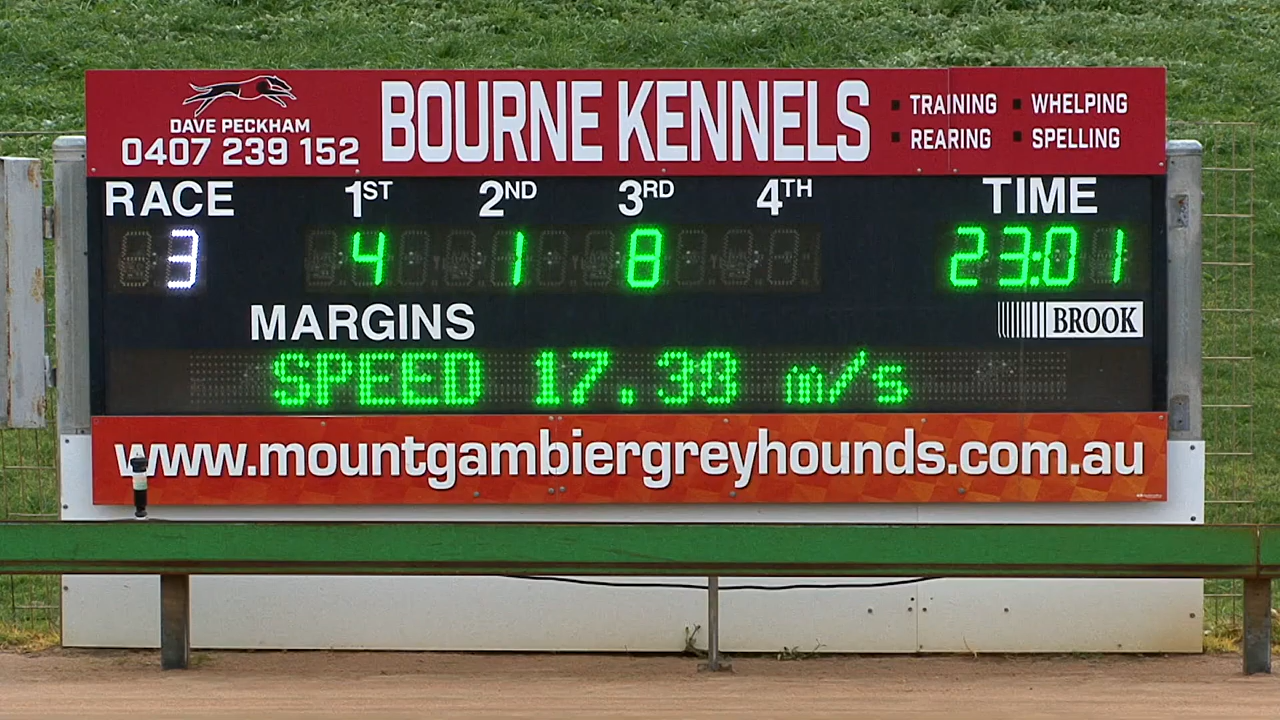 DAVE PECKHAM
0407 239 152
BOURNE KENNELS
▪ TRAINING ▪ WHELPING
▪ REARING ▪ SPELLING
RACE 1ST 2ND 3RD 4TH TIME
3 4 1 8 23:01
MARGINS BROOK
SPEED 17.38 m/s
www.mountgambiergreyhounds.com.au